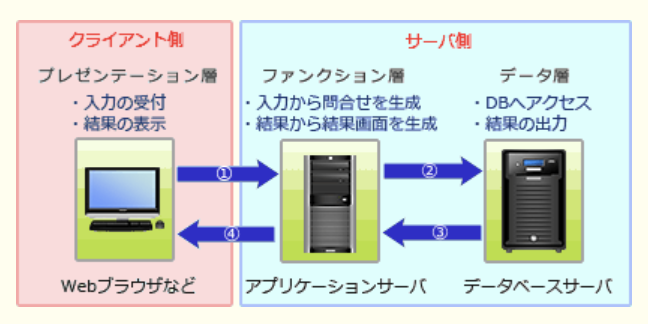 クライアント側
サーバ側
プレゼンテーション層
ファンクション層
データ層
・入力の受付
・結果の表示
・入力から問合せを生成
・結果から結果画面を生成
・DBへアクセス
・結果の出力
①
②
④
③
Webブラウザなど
アプリケーションサーバ
データベースサーバ